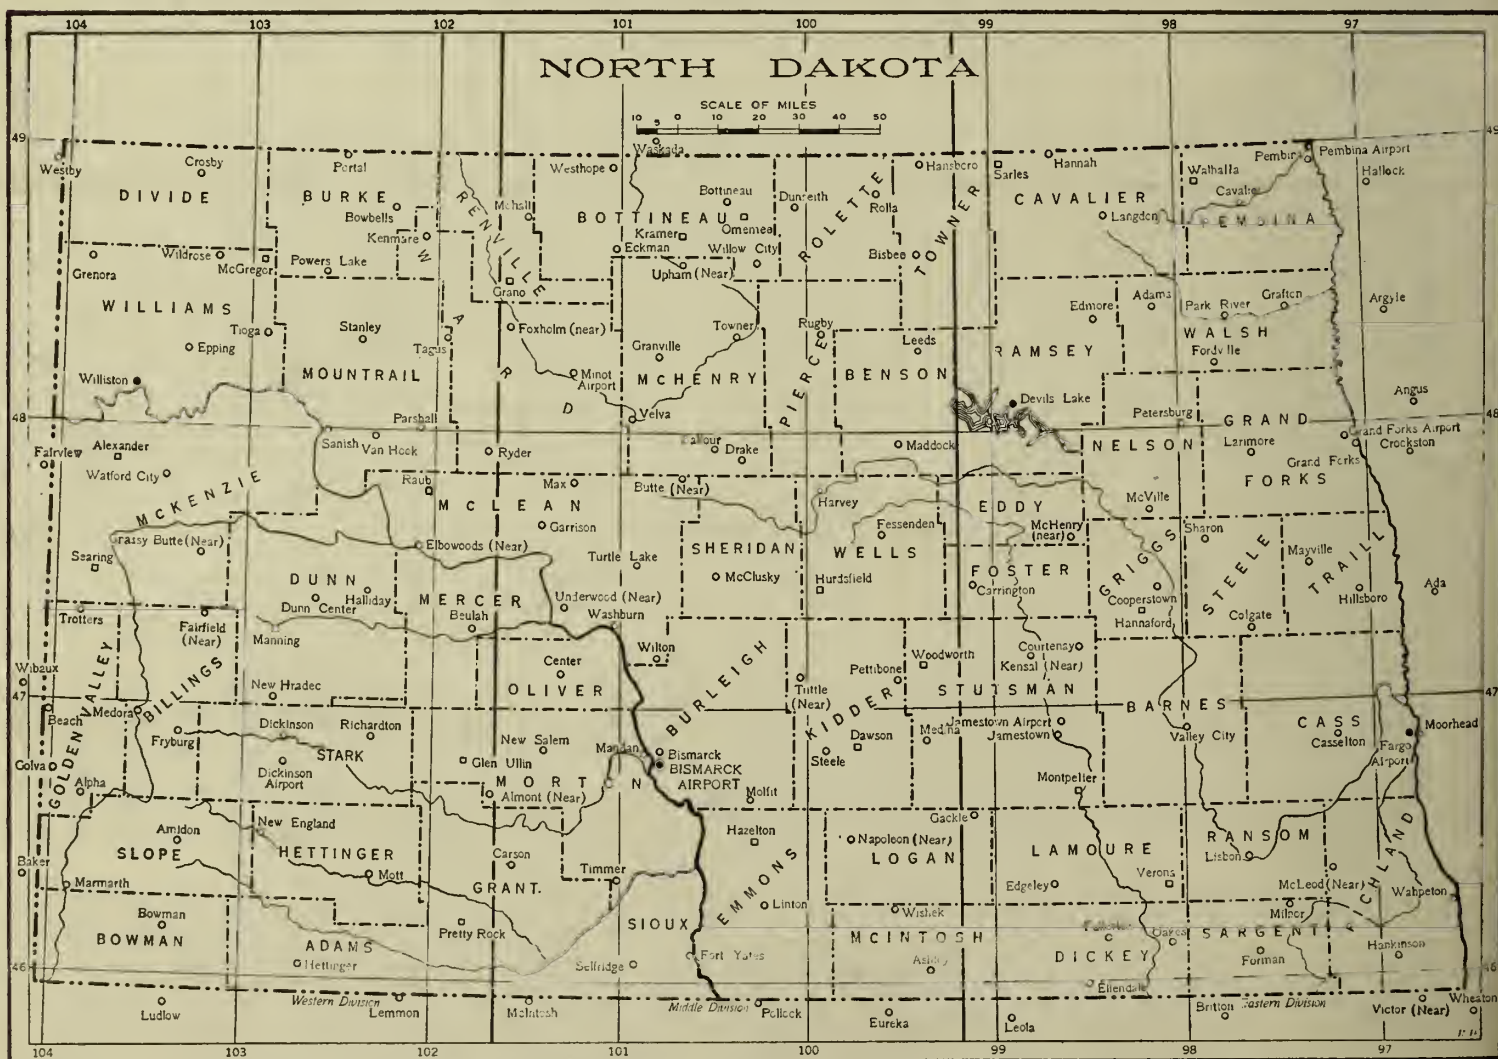 104 103 102 101 100 99 98 97
NORTH DAKOTA
SCALE OF MILES
10 5 0 10 20 30 40 50
49 49
Waskada
Westby
Crosby
Portal
Westhope
Hansboro
Sarles
Hannah
Walhalla
Pembina Airport
Hallock
DIVIDE
BURKE
Bowbells
Kenmare
RENVILLE
Mohall
BOTTINEAU
Bottineau
Omemee
Kramer
Eckman
Willow City
Upham (Near)
Dunseith
ROLETTE
Rolla
Bisbee
TOWNER
CAVALIER
Langdon
Cavalier
PEMBINA
Grenora
Wildrose
McGregor
Powers Lake
Grano
WILLIAMS
Tioga
Epping
Stanley
Tagus
WARD
Foxholm (near)
Granville
Towner
Rugby
Leeds
Edmore
Adams
Park River
Grafton
Argyle
WALSH
Fordville
Williston
MOUNTRAIL
Minot
Airport
MCHENRY
PIERCE
BENSON
RAMSEY
Devils Lake
Angus
48 48
Parshall
Velva
Petersburg
GRAND
FORKS
Grand Forks Airport
Crockston
Grand Forks
Larimore
NELSON
Fairview
Alexander
Watford City
Sanish
Van Hook
Ryder
Drake
Maddock
MCKENZIE
Raub
Max
MCLEAN
Garrison
Butte (Near)
Harvey
EDDY
McVille
Grassy Butte (Near)
Searing
Elbowoods (Near)
Turtle Lake
SHERIDAN
McClusky
Fessenden
WELLS
Hurdsfield
McHenry
(near)
FOSTER
Carrington
GRIGGS
Cooperstown
Hannaford
Sharon
STEELE
Mayville
TRAILL
Hillsboro
Colgate
Ada
DUNN
Halliday
Dunn Center
MERCER
Beulah
Underwood (Near)
Washburn
Trotters
Fairfield
(Near)
Manning
Wibaux
GOLDEN VALLEY
BILLINGS
New Hradec
Center
OLIVER
Wilton
BURLEIGH
Tuttle
(Near)
KIDDER
Pettibone
Woodworth
Courtenay
Kensal (Near)
STUTSMAN
BARNES
47 47
Beach
Medora
Fryburg
Dickinson
Richardton
STARK
Dickinson
Airport
New Salem
Glen Ullin
MORT N
Almont (Near)
Mandan
Bismarck
BISMARCK
AIRPORT
Moffit
Steele
Dawson
Medina
Jamestown Airport
Jamestown
Montpelier
Valley City
CASS
Casselton
Fargo
Airport
Moorhead
Golva
Alpha
Amidon
SLOPE
New England
HETTINGER
Mott
Carson
GRANT.
Timmer
Hazelton
EMMONS
Linton
Gackle
Napoleon (Near)
LOGAN
LAMOURE
Edgeley
Verona
RANSOM
Lisbon
McLeod (Near)
Wahpeton
Baker
Marmarth
Bowman
BOWMAN
ADAMS
Hettinger
Pretty Rock
SIOUX
Selfridge
Fort Yates
Wishek
MCINTOSH
Ashley
DICKEY
Oakes
Ellendale
Milnor
SARGENT
Forman
Hankinson
46 46
Ludlow
Western Division
Lemmon
McIntosh
Middle Division
Pollock
Eureka
Leola
Britton
Eastern Division
Victor (Near)
Wheaton
104 103 102 101 100 99 98 97